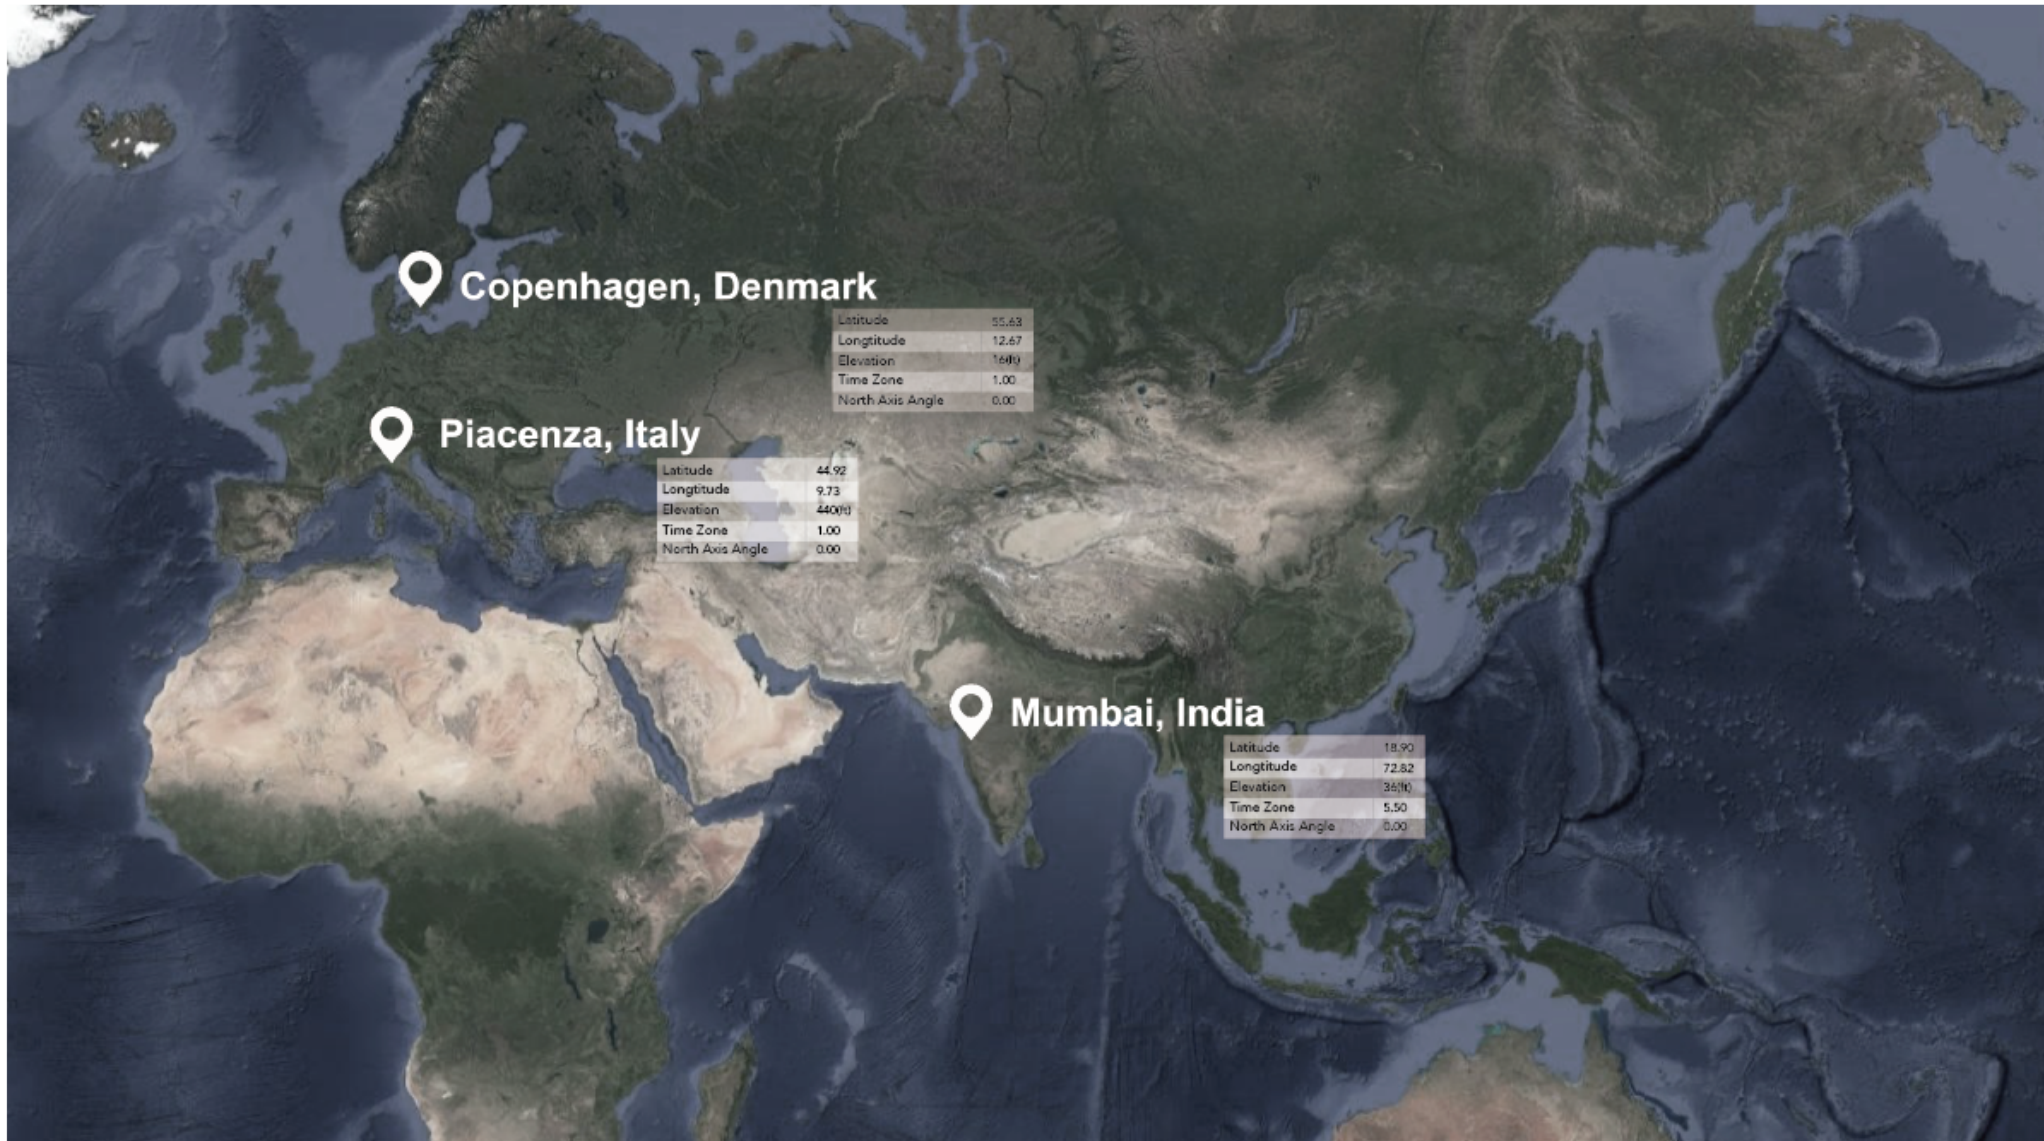 Copenhagen, Denmark
Latitude 55.63
Longtitude 12.67
Elevation 16(ft)
Time Zone 1.00
North Axis Angle 0.00
Piacenza, Italy
Latitude 44.92
Longtitude 9.73
Elevation 440(ft)
Time Zone 1.00
North Axis Angle 0.00
Mumbai, India
Latitude 18.90
Longtitude 72.82
Elevation 36(ft)
Time Zone 5.50
North Axis Angle 0.00